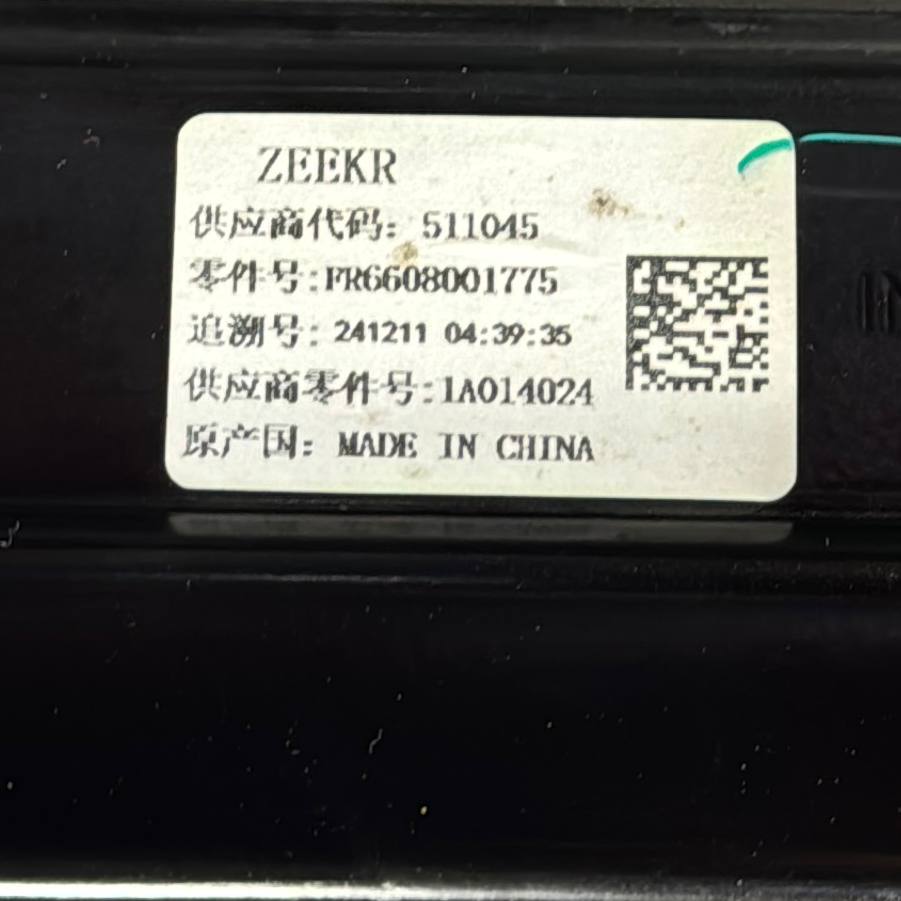 ZEEKR
供应商代码: 511045
零件号:FR6608001775
追溯号: 241211 04:39:35
供应商零件号:1A014024
原产国: MADE IN CHINA